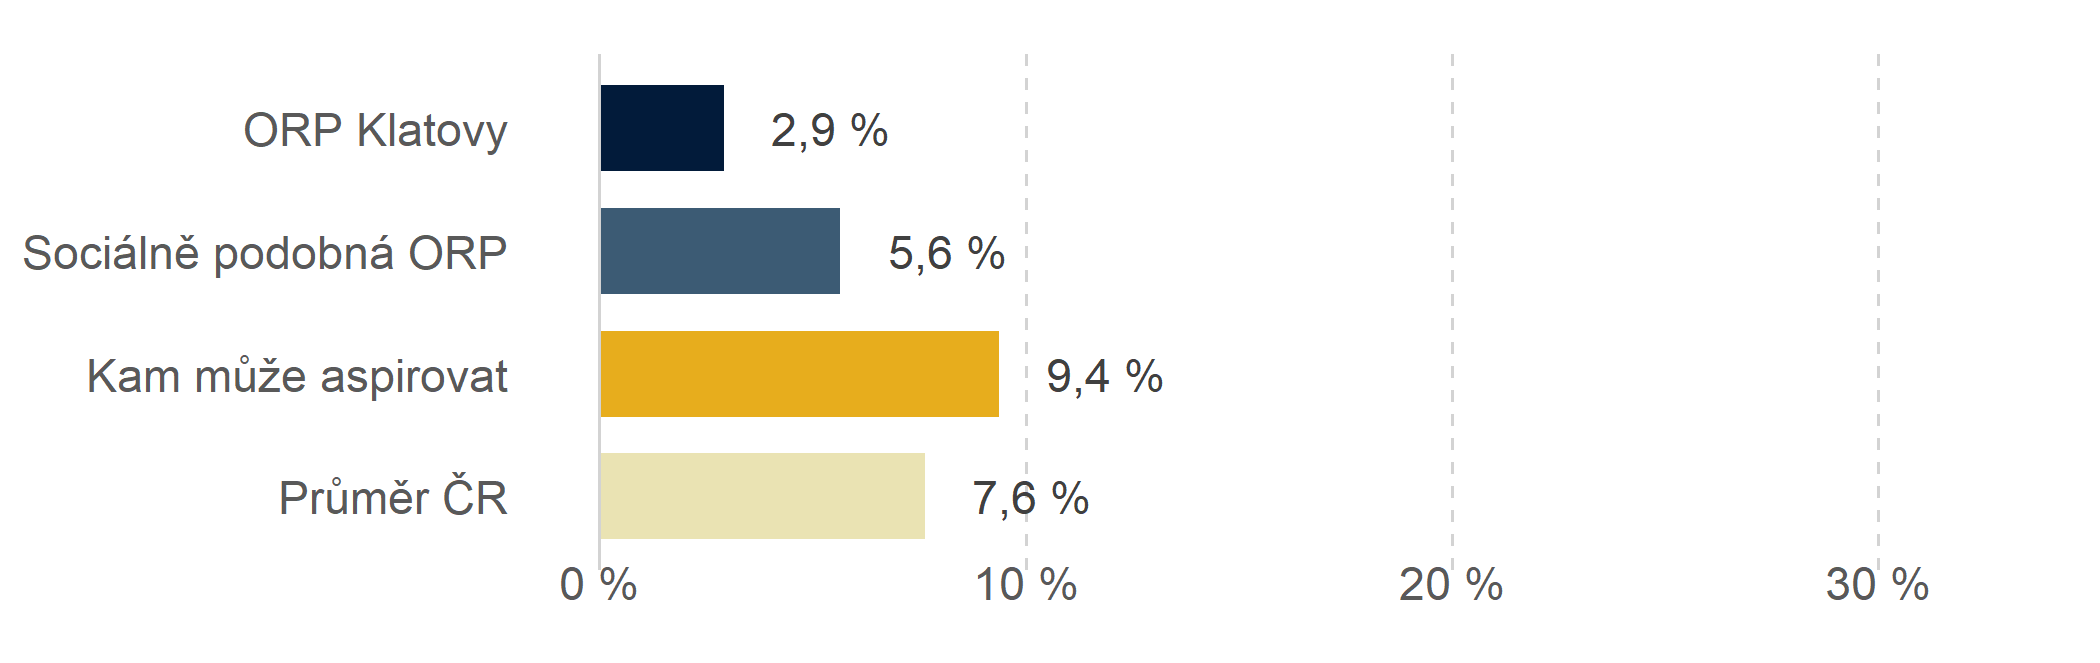 ORP Klatovy 2,9 %
Sociálně podobná ORP 5,6 %
Kam může aspirovat 9,4 %
Průměr ČR 7,6 %
0 % 10 % 20 % 30 %